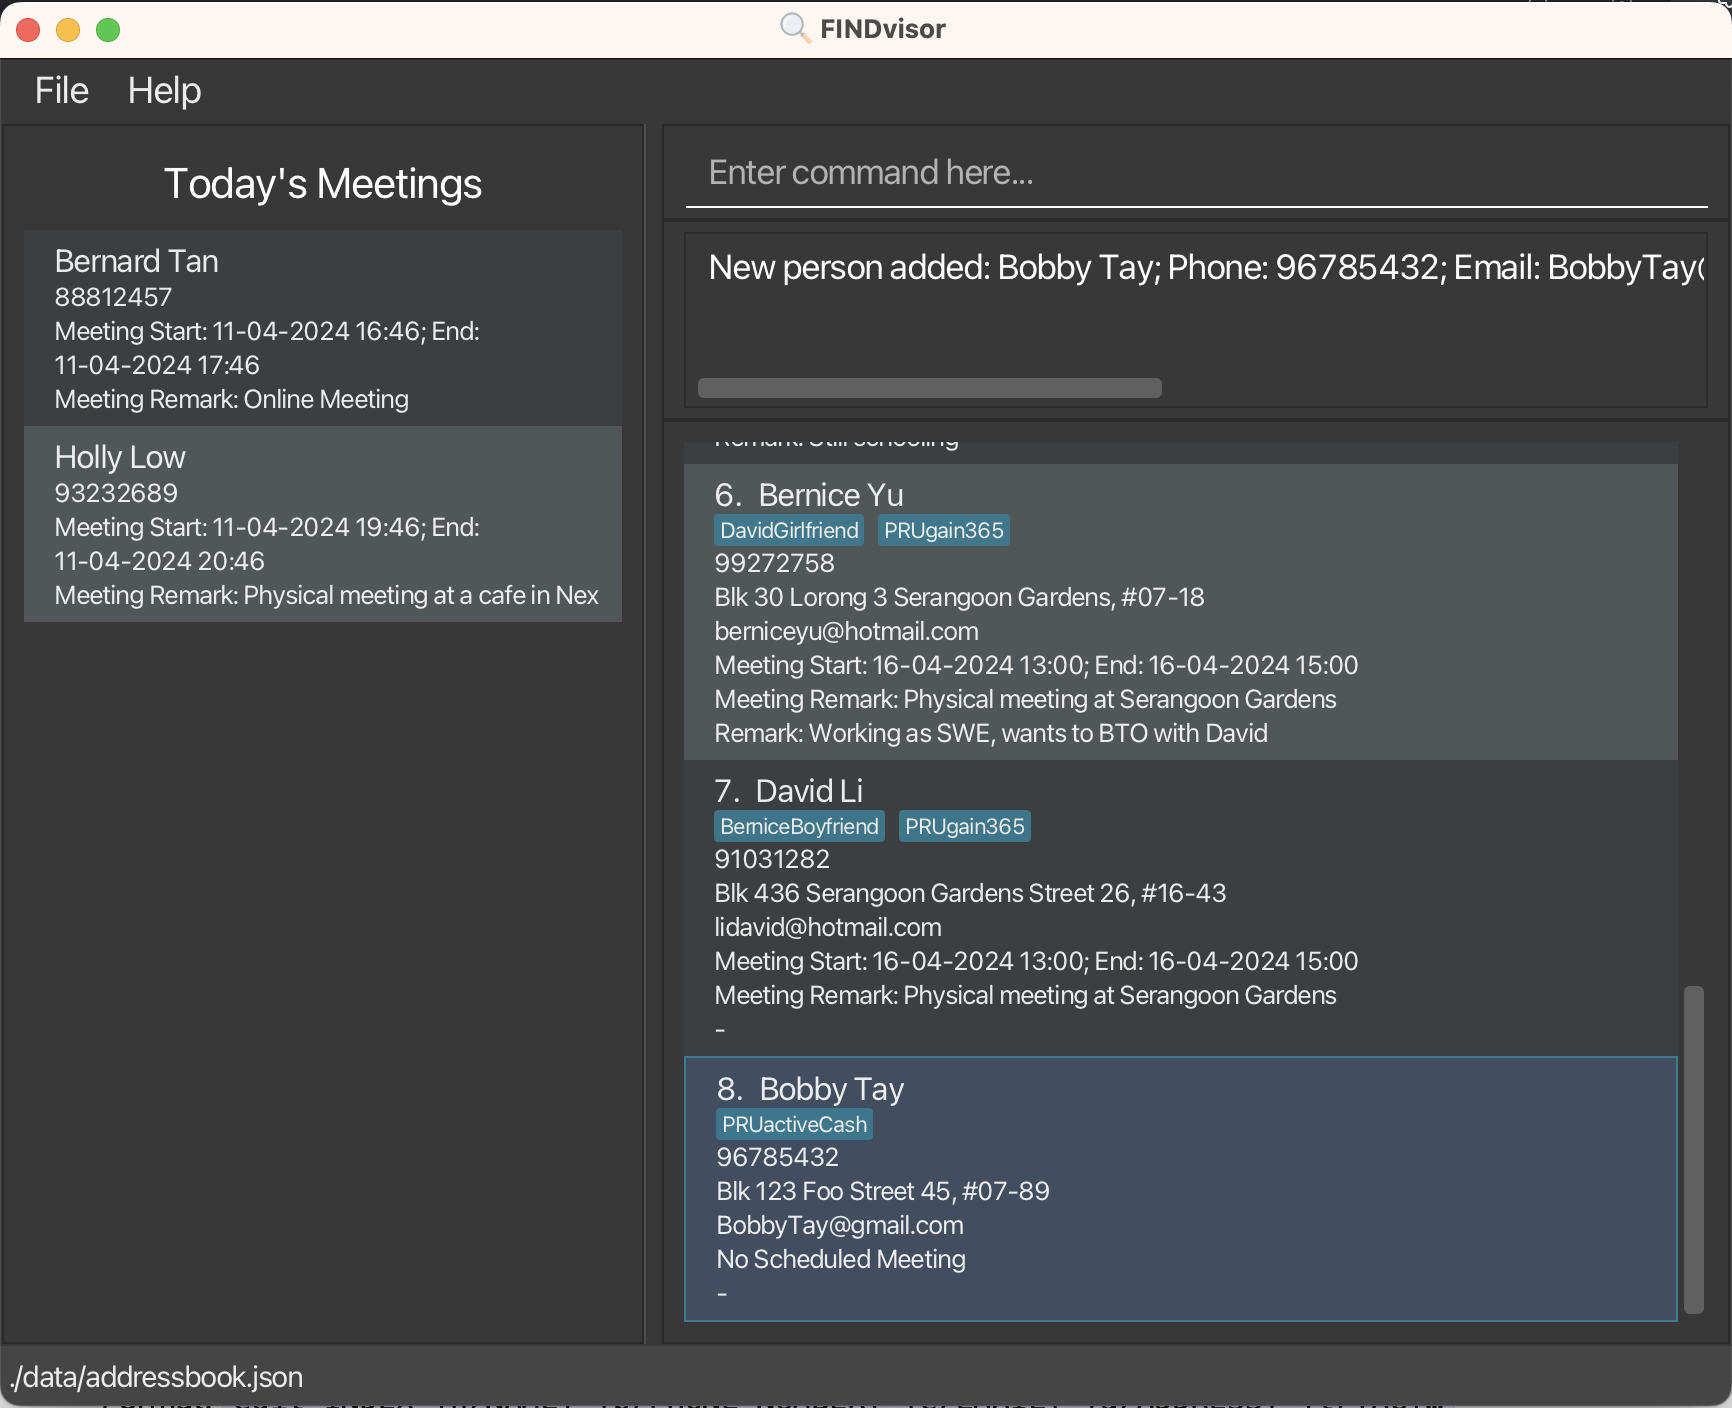 FINDvisor
File Help
Today's Meetings
Bernard Tan
88812457
Meeting Start: 11-04-2024 16:46; End:
11-04-2024 17:46
Meeting Remark: Online Meeting
Holly Low
93232689
Meeting Start: 11-04-2024 19:46; End:
11-04-2024 20:46
Meeting Remark: Physical meeting at a cafe in Nex
Enter command here...
New person added: Bobby Tay; Phone: 96785432; Email: BobbyTay@
Remark: Still schooling
6. Bernice Yu
DavidGirlfriend PRUgain365
99272758
Blk 30 Lorong 3 Serangoon Gardens, #07-18
berniceyu@hotmail.com
Meeting Start: 16-04-2024 13:00; End: 16-04-2024 15:00
Meeting Remark: Physical meeting at Serangoon Gardens
Remark: Working as SWE, wants to BTO with David
7. David Li
BerniceBoyfriend PRUgain365
91031282
Blk 436 Serangoon Gardens Street 26, #16-43
lidavid@hotmail.com
Meeting Start: 16-04-2024 13:00; End: 16-04-2024 15:00
Meeting Remark: Physical meeting at Serangoon Gardens
-
8. Bobby Tay
PRUactiveCash
96785432
Blk 123 Foo Street 45, #07-89
BobbyTay@gmail.com
No Scheduled Meeting
-
./data/addressbook.json